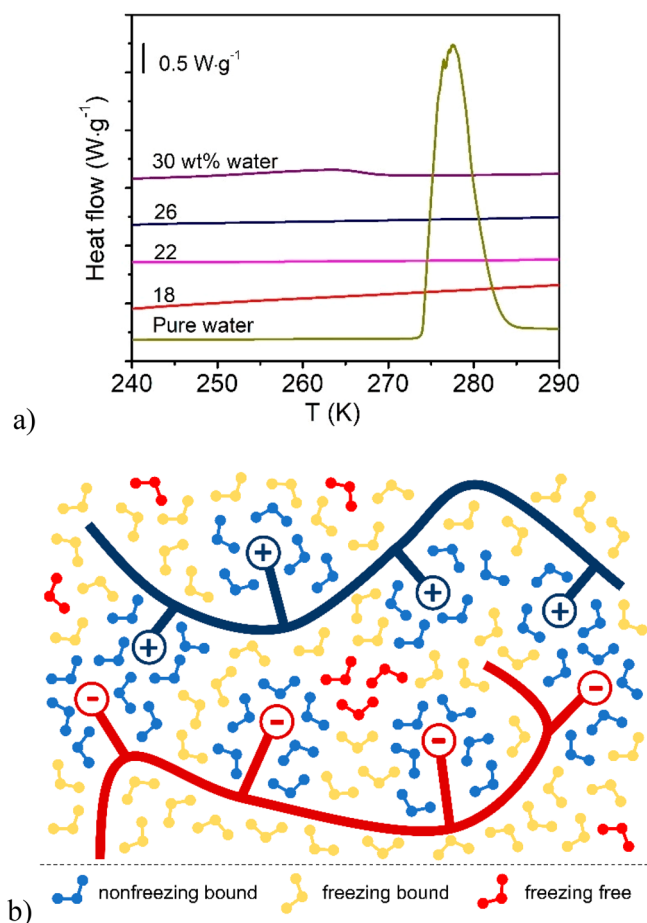 0.5 W·g⁻¹
Heat flow (W·g⁻¹)
30 wt% water
26
22
18
Pure water
240 250 260 270 280 290
T (K)
a)
+ + + +
- - - -
b)
nonfreezing bound freezing bound freezing free